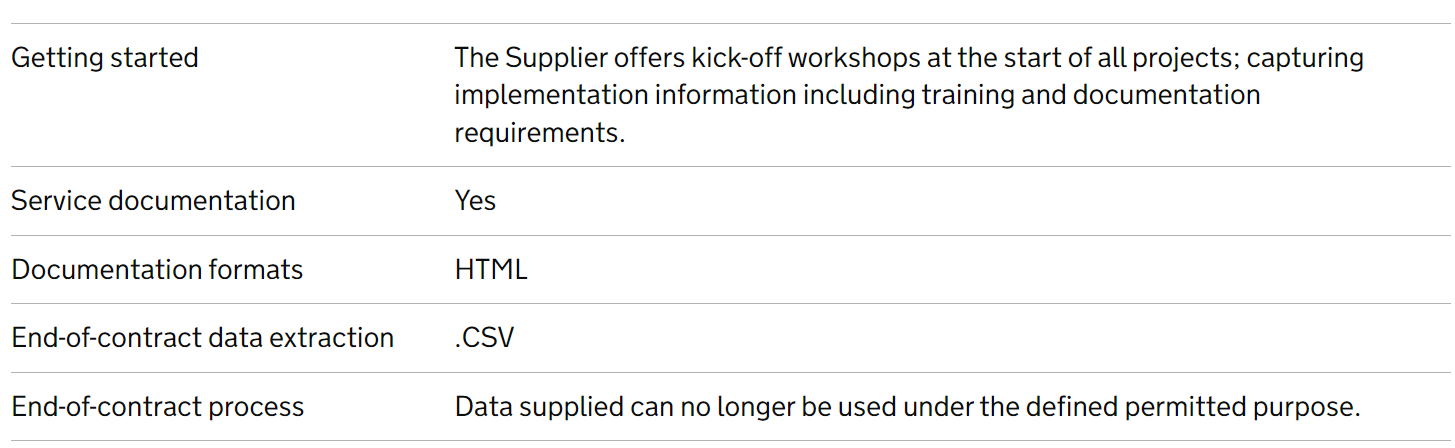 Getting started
The Supplier offers kick-off workshops at the start of all projects; capturing
implementation information including training and documentation
requirements.
Service documentation
Yes
Documentation formats
HTML
End-of-contract data extraction
.CSV
End-of-contract process
Data supplied can no longer be used under the defined permitted purpose.